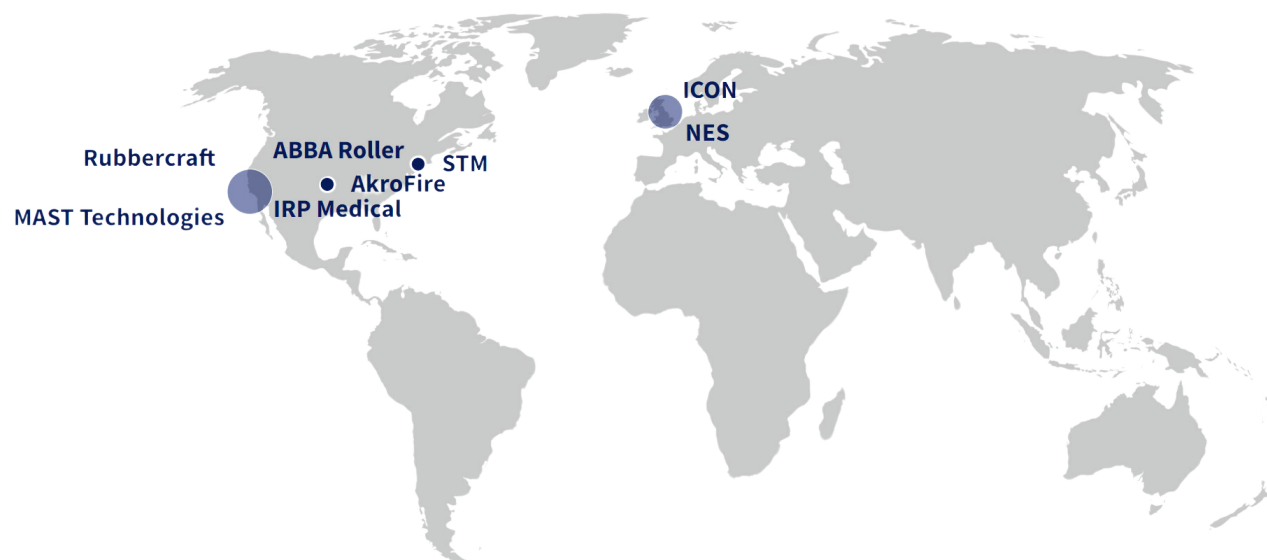 ICON
NES
ABBA Roller
Rubbercraft
STM
AkroFire
IRP Medical
MAST Technologies